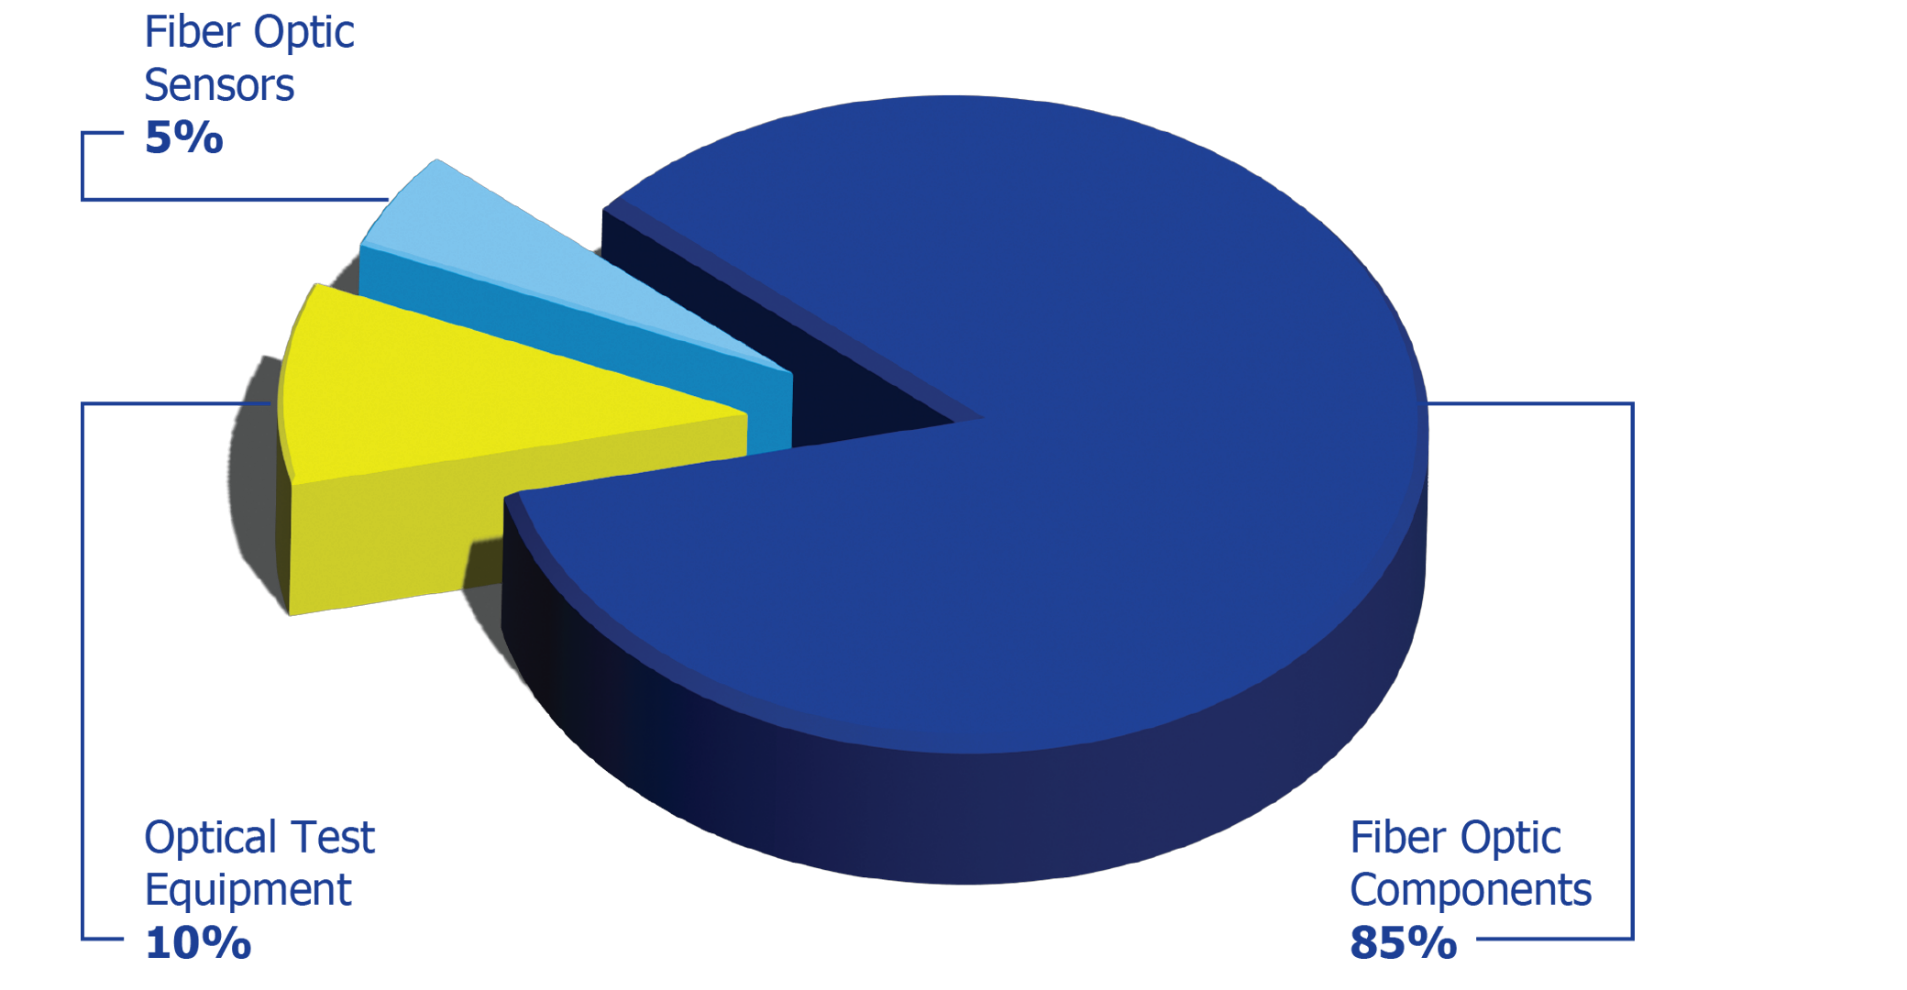 Fiber Optic
Sensors
5%
Optical Test
Equipment
10%
Fiber Optic
Components
85%